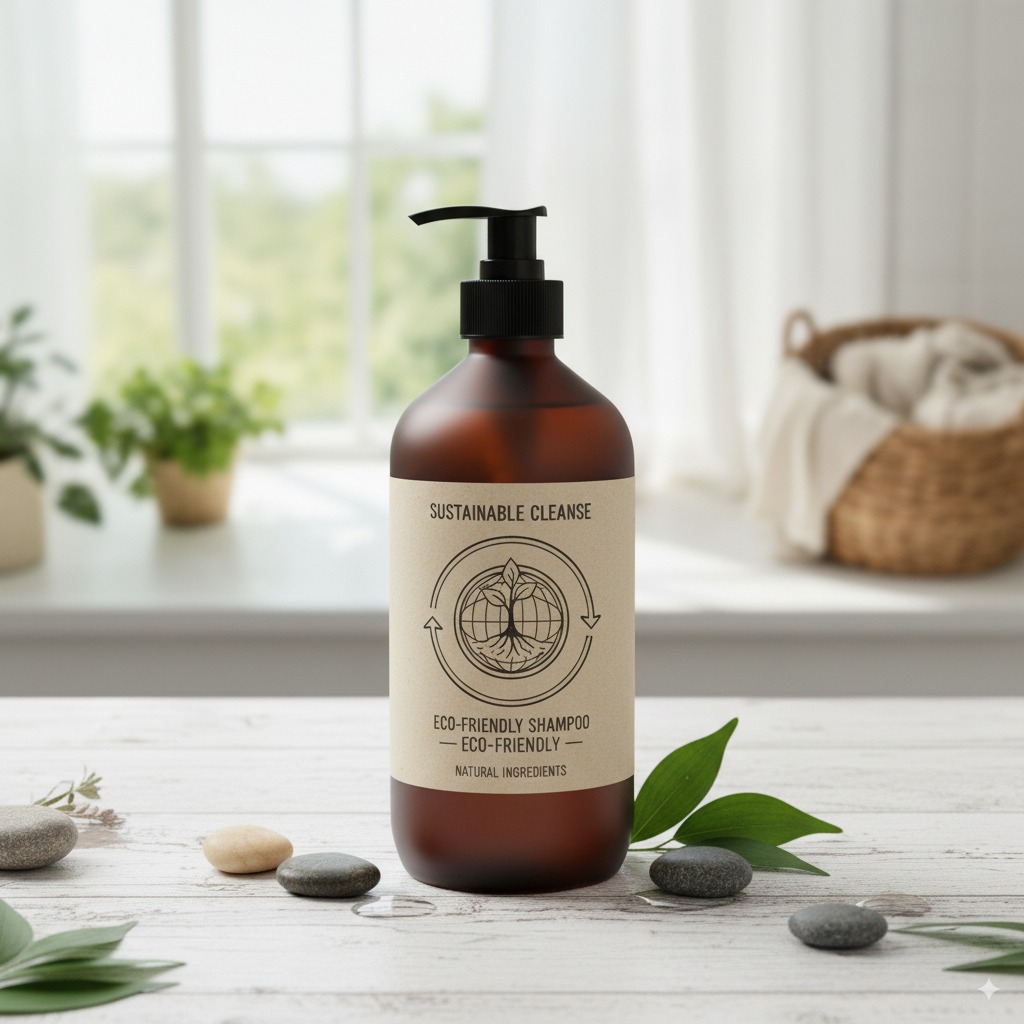 SUSTAINABLE CLEANSE
ECO-FRIENDLY SHAMPOO
— ECO-FRIENDLY —
NATURAL INGREDIENTS